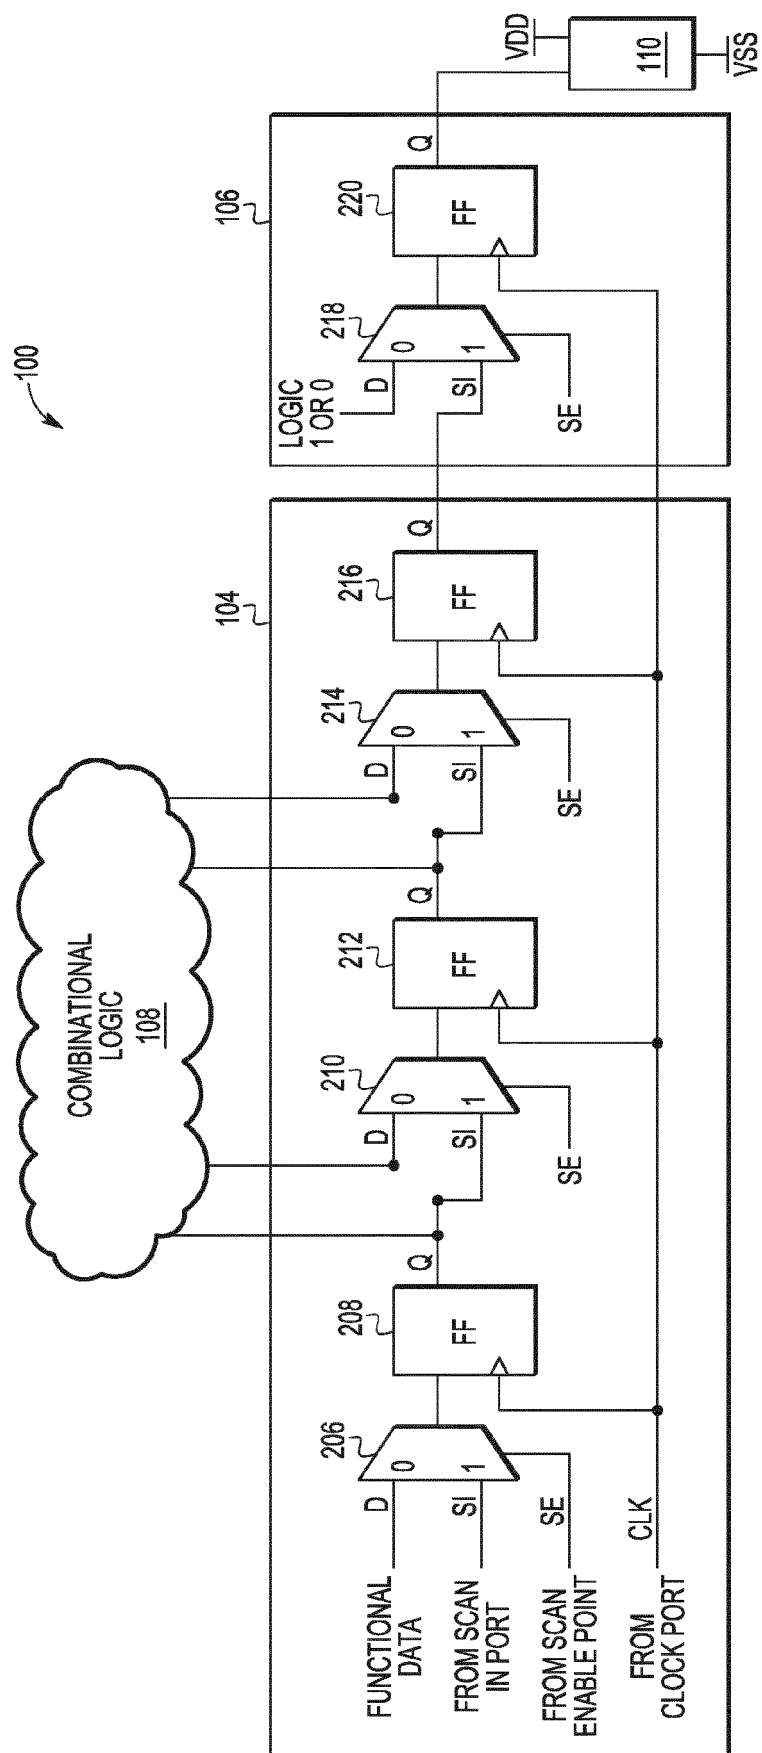 100
COMBINATIONAL
LOGIC
108
104
106
FUNCTIONAL
DATA
D
FROM SCAN
IN PORT
SI
FROM SCAN
ENABLE POINT
SE
FROM
CLOCK PORT
CLK
206
0
1
208
FF
Q
D
SI
SE
210
0
1
212
FF
Q
D
SI
SE
214
0
1
216
FF
Q
LOGIC
1 OR 0
D
SI
SE
218
0
1
220
FF
Q
VDD
110
VSS